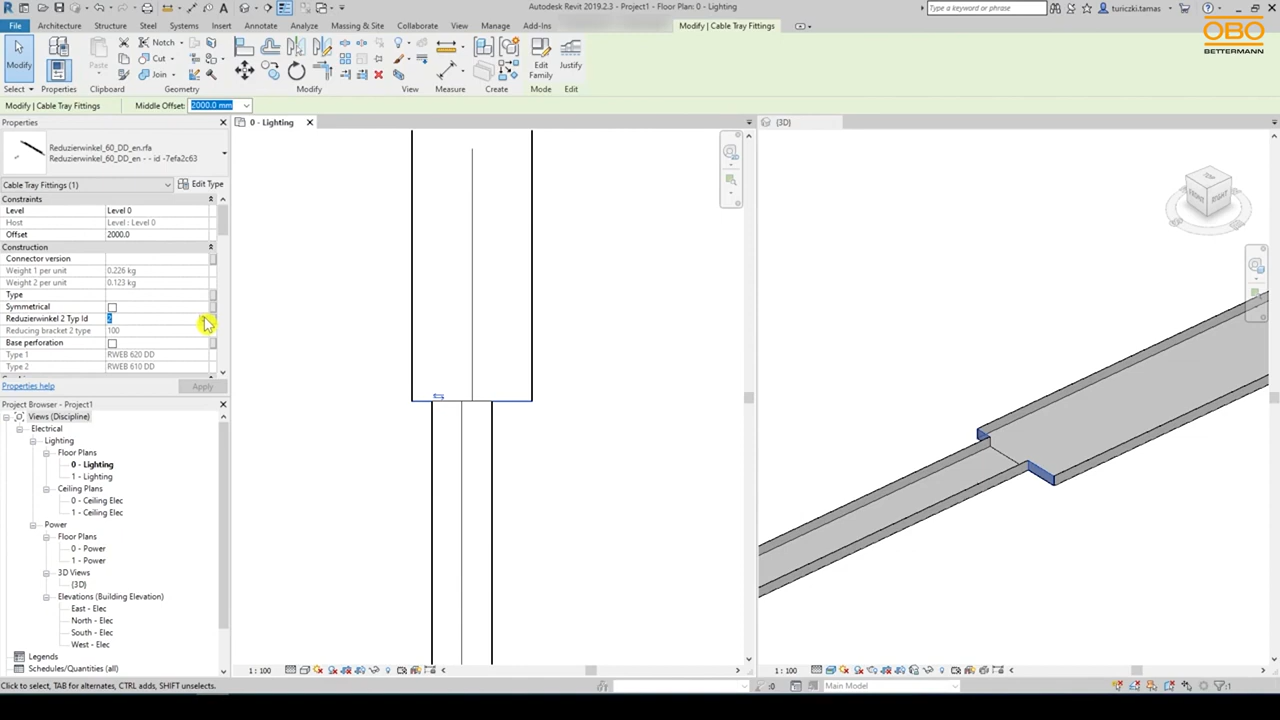 Autodesk Revit 2019.2.3 - Project1 - Floor Plan: 0 - Lighting
Type a keyword or phrase
turiczki.tamas
OBO
BETTERMANN
File Architecture Structure Steel Systems Insert Annotate Analyze Massing & Site Collaborate View Manage Add-Ins Modify | Cable Tray Fittings
Modify
Paste
Notch
Cut
Join
Edit
Family
Justify
Select Properties Clipboard Geometry Modify View Measure Create Mode Edit
Modify | Cable Tray Fittings Middle Offset: 2000.0 mm
Properties
0 - Lighting
{3D}
Reduzierwinkel_60_DD_en.rfa
Reduzierwinkel_60_DD_en - - id -7efa2c63
Cable Tray Fittings (1) Edit Type
Constraints
Level Level 0
Host Level : Level 0
Offset 2000.0
Construction
Connector version
Weight 1 per unit 0.226 kg
Weight 2 per unit 0.123 kg
Type
Symmetrical
Reduzierwinkel 2 Typ Id 2
Reducing bracket 2 type 100
Base perforation
Type 1 RWEB 620 DD
Type 2 RWEB 610 DD
Properties help Apply
Project Browser - Project1
Views (Discipline)
Electrical
Lighting
Floor Plans
0 - Lighting
1 - Lighting
Ceiling Plans
0 - Ceiling Elec
1 - Ceiling Elec
Power
Floor Plans
0 - Power
1 - Power
3D Views
{3D}
Elevations (Building Elevation)
East - Elec
North - Elec
South - Elec
West - Elec
Legends
Schedules/Quantities (all)
TOP
FRONT
RIGHT
1 : 100
1 : 100
Click to select, TAB for alternates, CTRL adds, SHIFT unselects.
:0
Main Model
:1